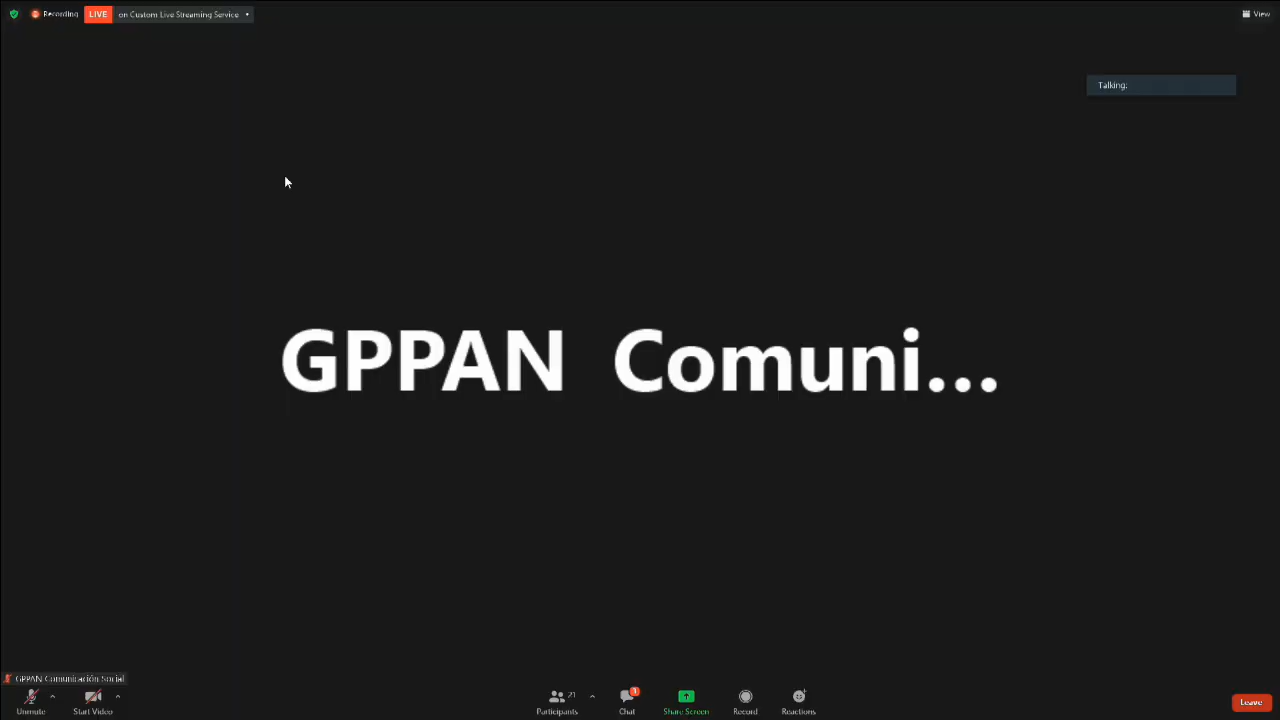 Recording LIVE on Custom Live Streaming Service View
Talking:
GPPAN Comuni...
GPPAN Comunicación Social
21 1
Unmute Start Video Participants Chat Share Screen Record Reactions Leave